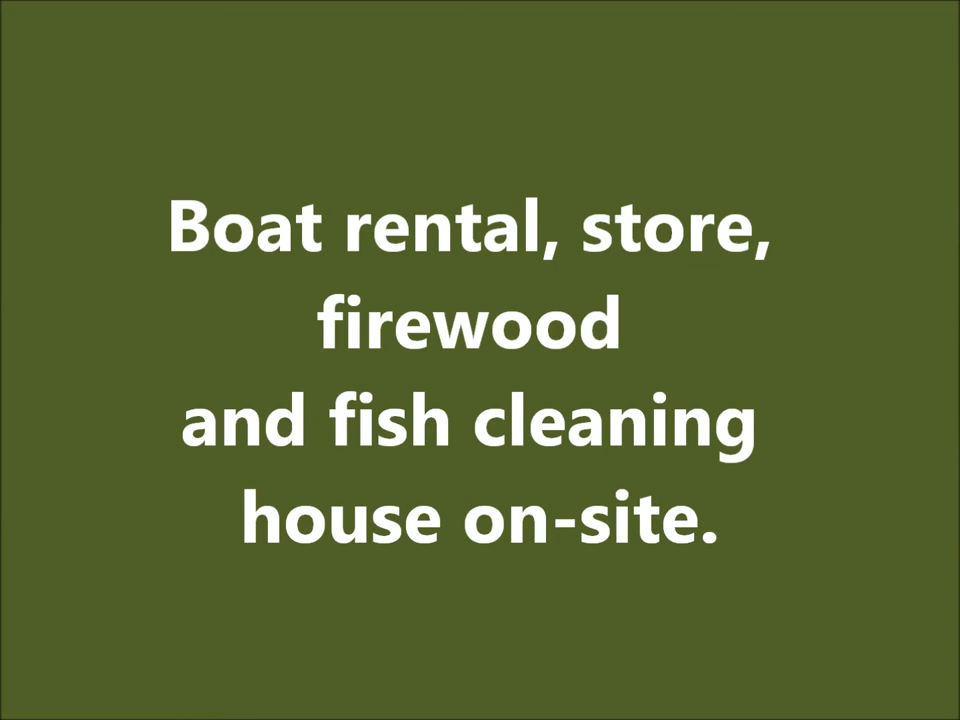 Boat rental, store,
firewood
and fish cleaning
house on-site.